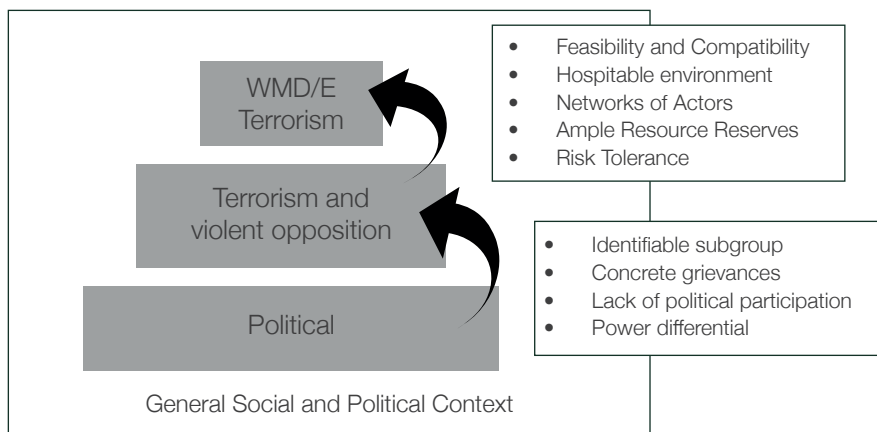 WMD/E
Terrorism
Terrorism and
violent opposition
Political
General Social and Political Context
• Feasibility and Compatibility
• Hospitable environment
• Networks of Actors
• Ample Resource Reserves
• Risk Tolerance
• Identifiable subgroup
• Concrete grievances
• Lack of political participation
• Power differential